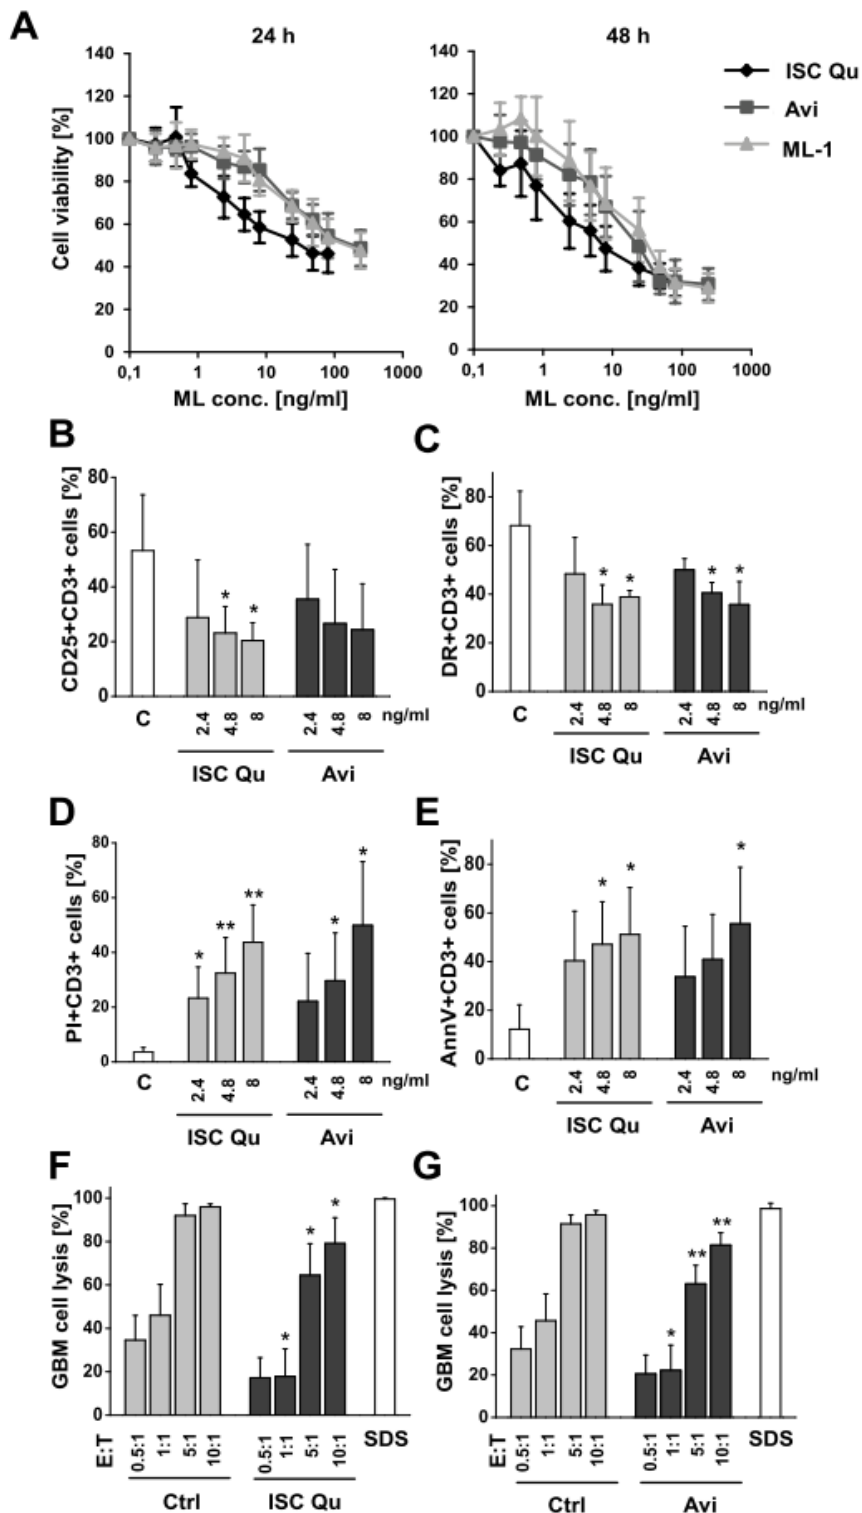 A
24 h
48 h
Cell viability [%]
140
120
100
80
60
40
20
0
0,1 1 10 100 1000
ML conc. [ng/ml]
140
120
100
80
60
40
20
0
0,1 1 10 100 1000
ML conc. [ng/ml]
ISC Qu
Avi
ML-1
B
CD25+CD3+ cells [%]
80
60
40
20
0
* *
C 2.4 4.8 8 2.4 4.8 8 ng/ml
ISC Qu Avi
C
DR+CD3+ cells [%]
80
60
40
20
0
* * * *
C 2.4 4.8 8 2.4 4.8 8 ng/ml
ISC Qu Avi
D
PI+CD3+ cells [%]
80
60
40
20
0
* ** ** * *
C 2.4 4.8 8 2.4 4.8 8 ng/ml
ISC Qu Avi
E
AnnV+CD3+ cells [%]
80
60
40
20
0
* * *
C 2.4 4.8 8 2.4 4.8 8 ng/ml
ISC Qu Avi
F
GBM cell lysis [%]
100
80
60
40
20
0
* * *
E:T 0.5:1 1:1 5:1 10:1 0.5:1 1:1 5:1 10:1 SDS
Ctrl ISC Qu
G
GBM cell lysis [%]
100
80
60
40
20
0
* ** **
E:T 0.5:1 1:1 5:1 10:1 0.5:1 1:1 5:1 10:1 SDS
Ctrl Avi